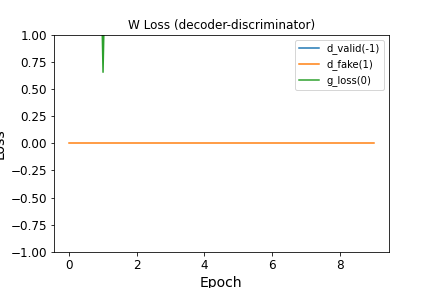 W Loss (decoder-discriminator)
d_valid(-1)
d_fake(1)
g_loss(0)
1.00
0.75
0.50
0.25
0.00
−0.25
−0.50
−0.75
−1.00
Loss
0 2 4 6 8
Epoch